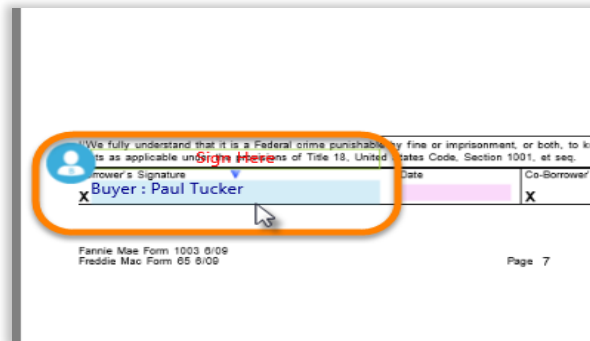 I/We fully understand that it is a Federal crime punishable by fine or imprisonment, or both, to
as applicable under the provisions of Title 18, United States Code, Section 1001, et seq.
Sign Here
Borrower's Signature Date Co-Borrower'
X Buyer : Paul Tucker X
Fannie Mae Form 1003 6/09
Freddie Mac Form 65 6/09 Page 7